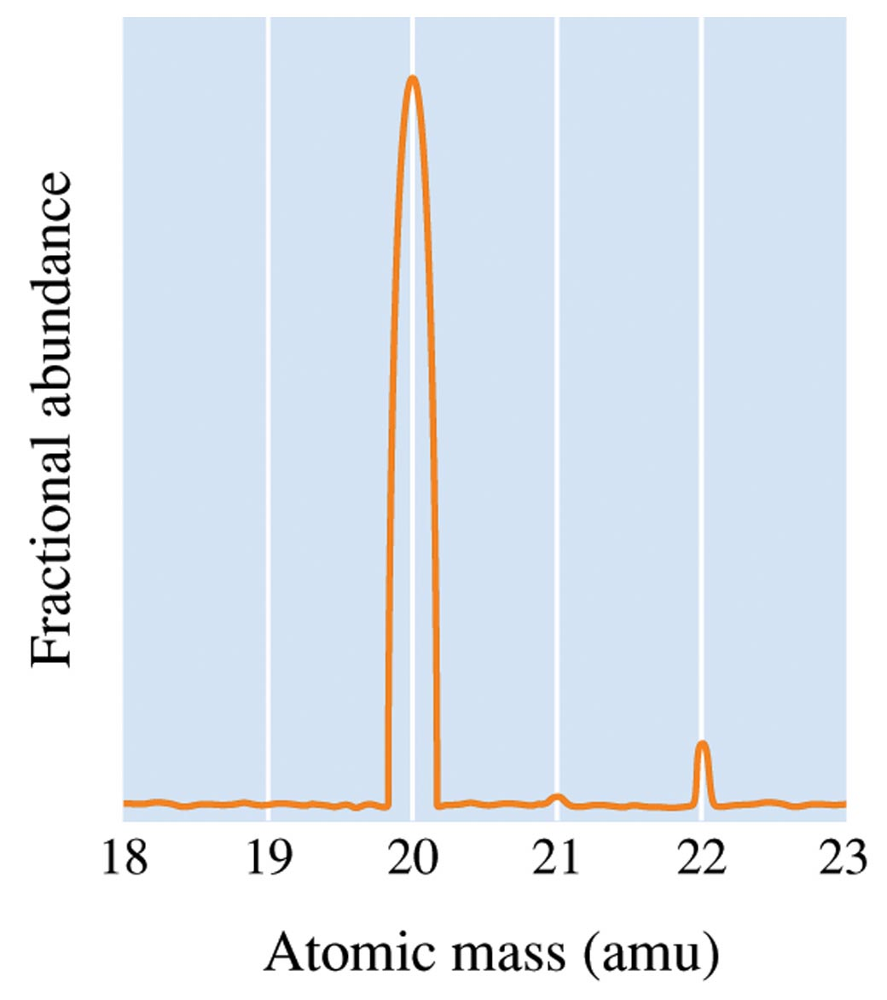 Fractional abundance
18 19 20 21 22 23
Atomic mass (amu)